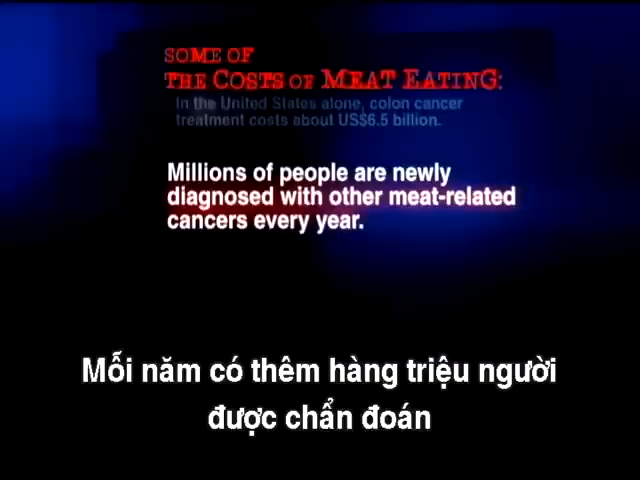 SOME OF
THE COSTS OF MEAT EATING:
In the United States alone, colon cancer
treatment costs about US$6.5 billion.
Millions of people are newly
diagnosed with other meat-related
cancers every year.
Mỗi năm có thêm hàng triệu người
được chẩn đoán